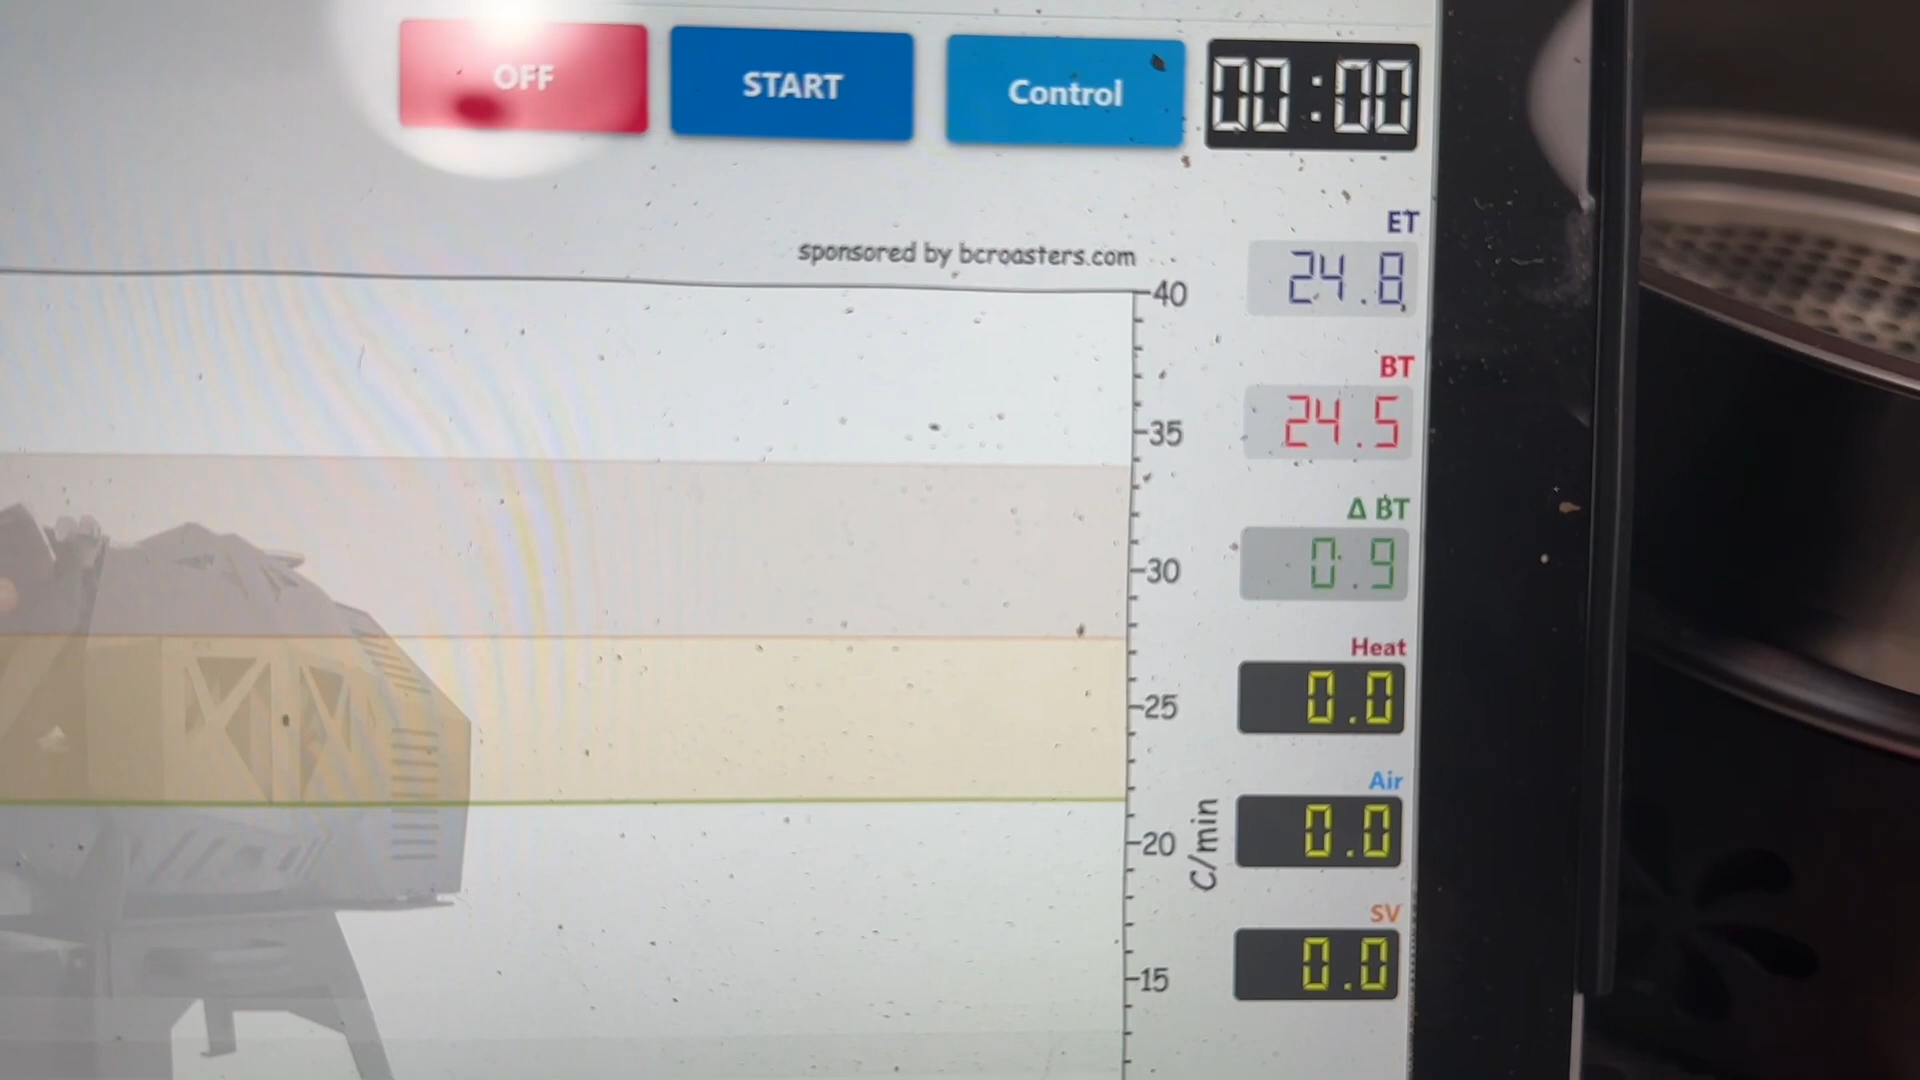 OFF START Control 00:00
sponsored by bcroasters.com
ET
24.8
40
BT
24.5
35
Δ BT
0.9
30
Heat
0.0
25
Air
0.0
20
C/min
SV
0.0
15